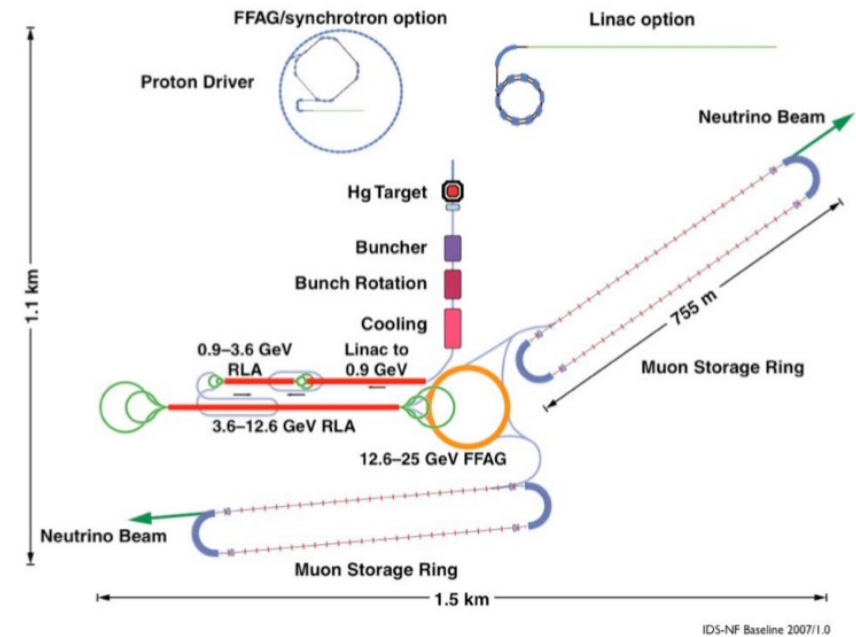 FFAG/synchrotron option
Linac option
Proton Driver
Neutrino Beam
Hg Target
Buncher
Bunch Rotation
Cooling
1.1 km
755 m
0.9–3.6 GeV
RLA
Linac to
0.9 GeV
Muon Storage Ring
3.6–12.6 GeV RLA
12.6–25 GeV FFAG
Neutrino Beam
Muon Storage Ring
1.5 km
IDS-NF Baseline 2007/1.0